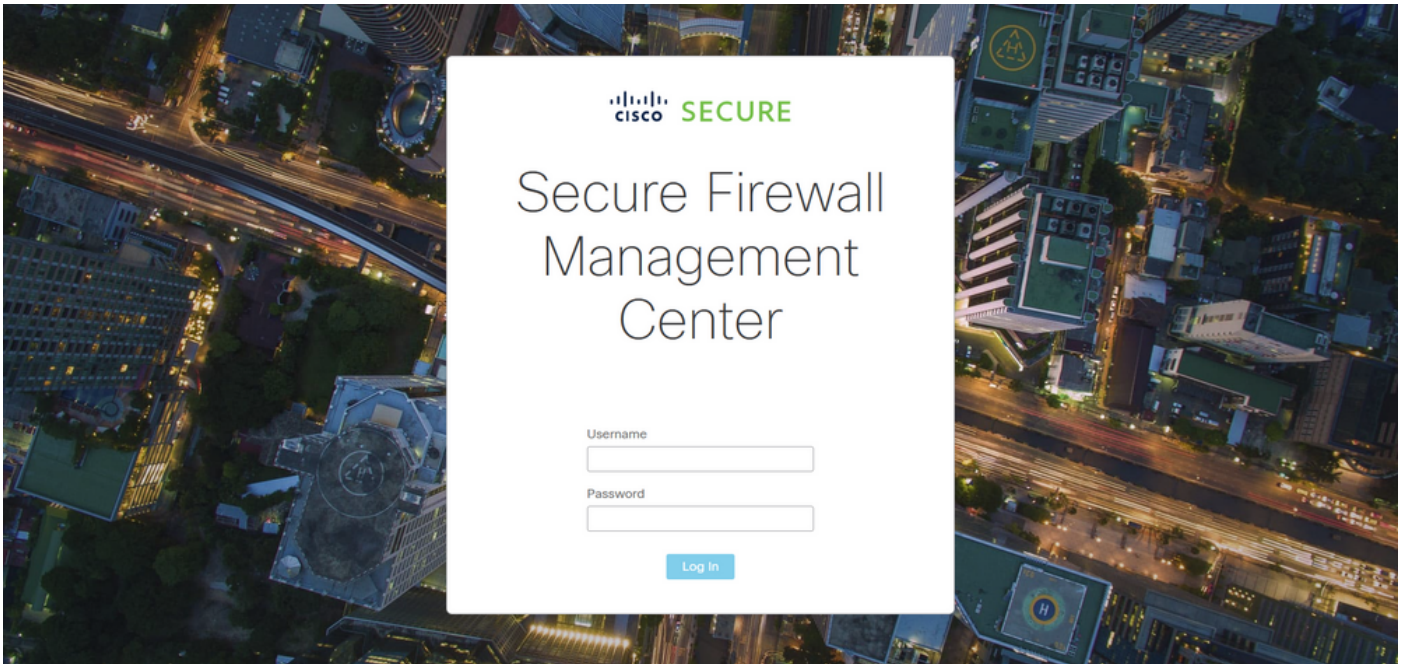 CISCO SECURE
Secure Firewall
Management
Center
Username
Password
Log In
H